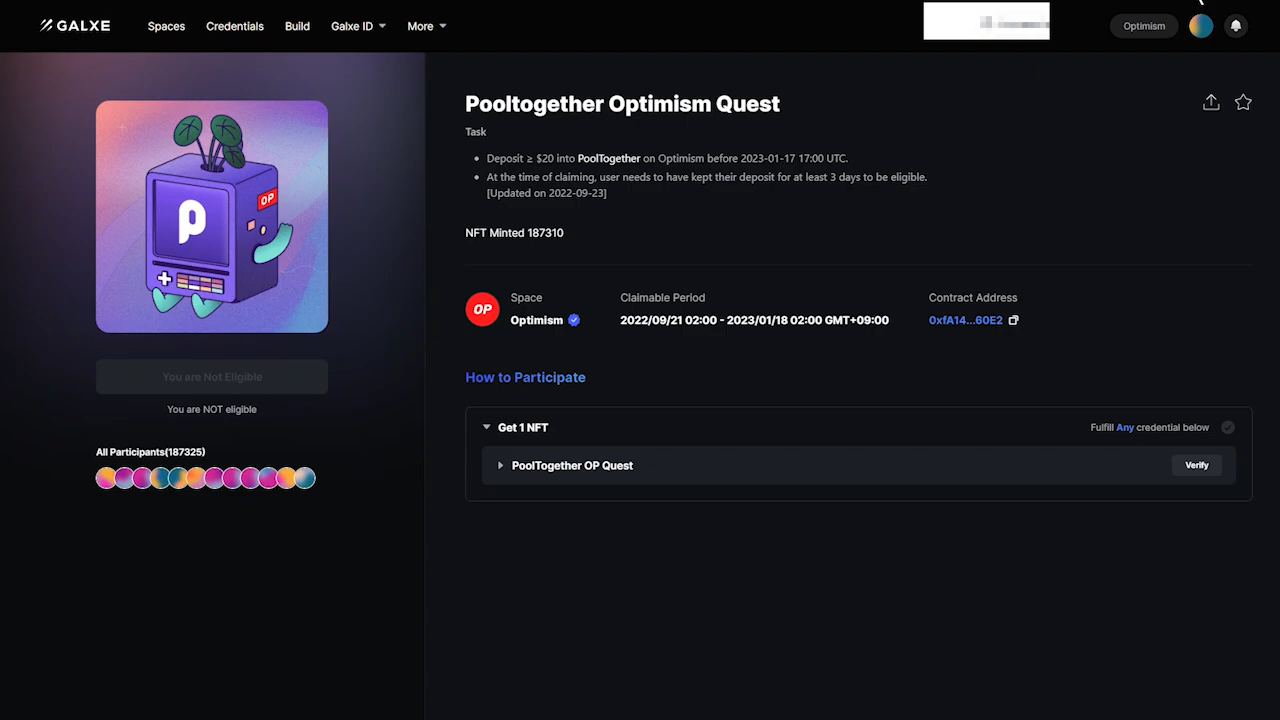 GALXE
Spaces
Credentials
Build
Galxe ID
More
Optimism
OP
p
You are Not Eligible
You are NOT eligible
All Participants(187325)
Pooltogether Optimism Quest
Task
Deposit ≥ $20 into PoolTogether on Optimism before 2023-01-17 17:00 UTC.
At the time of claiming, user needs to have kept their deposit for at least 3 days to be eligible.
[Updated on 2022-09-23]
NFT Minted 187310
OP
Space
Optimism
Claimable Period
2022/09/21 02:00 - 2023/01/18 02:00 GMT+09:00
Contract Address
0xfA14...60E2
How to Participate
Get 1 NFT
Fulfill Any credential below
PoolTogether OP Quest
Verify